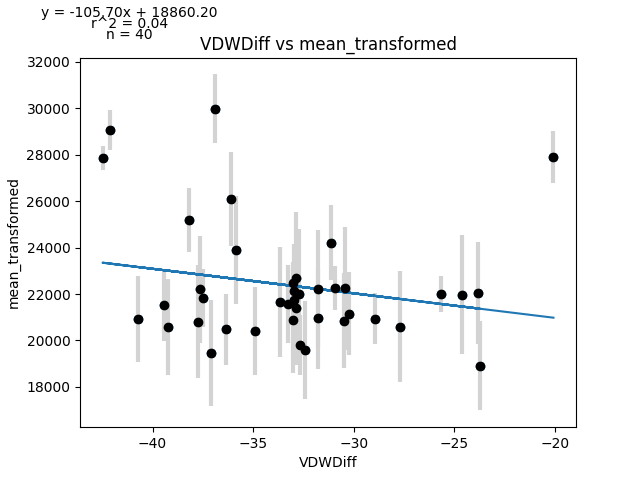 y = -105.70x + 18860.20
r^2 = 0.04
n = 40
VDWDiff vs mean_transformed
32000
30000
28000
26000
24000
22000
20000
18000
mean_transformed
−40
−35
−30
−25
−20
VDWDiff